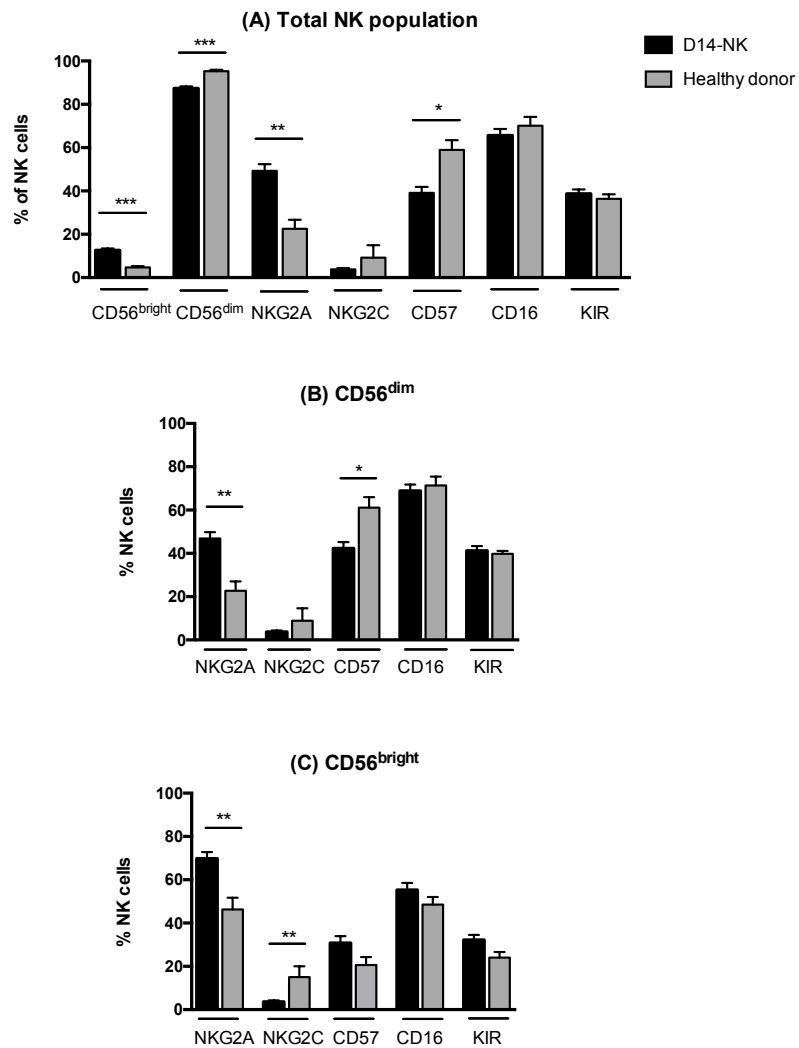 (A) Total NK population
D14-NK
Healthy donor
% of NK cells
100
80
60
40
20
0
***
***
**
*
CD56bright CD56dim NKG2A NKG2C CD57 CD16 KIR
(B) CD56dim
% NK cells
100
80
60
40
20
0
**
*
NKG2A NKG2C CD57 CD16 KIR
(C) CD56bright
% NK cells
100
80
60
40
20
0
**
**
NKG2A NKG2C CD57 CD16 KIR